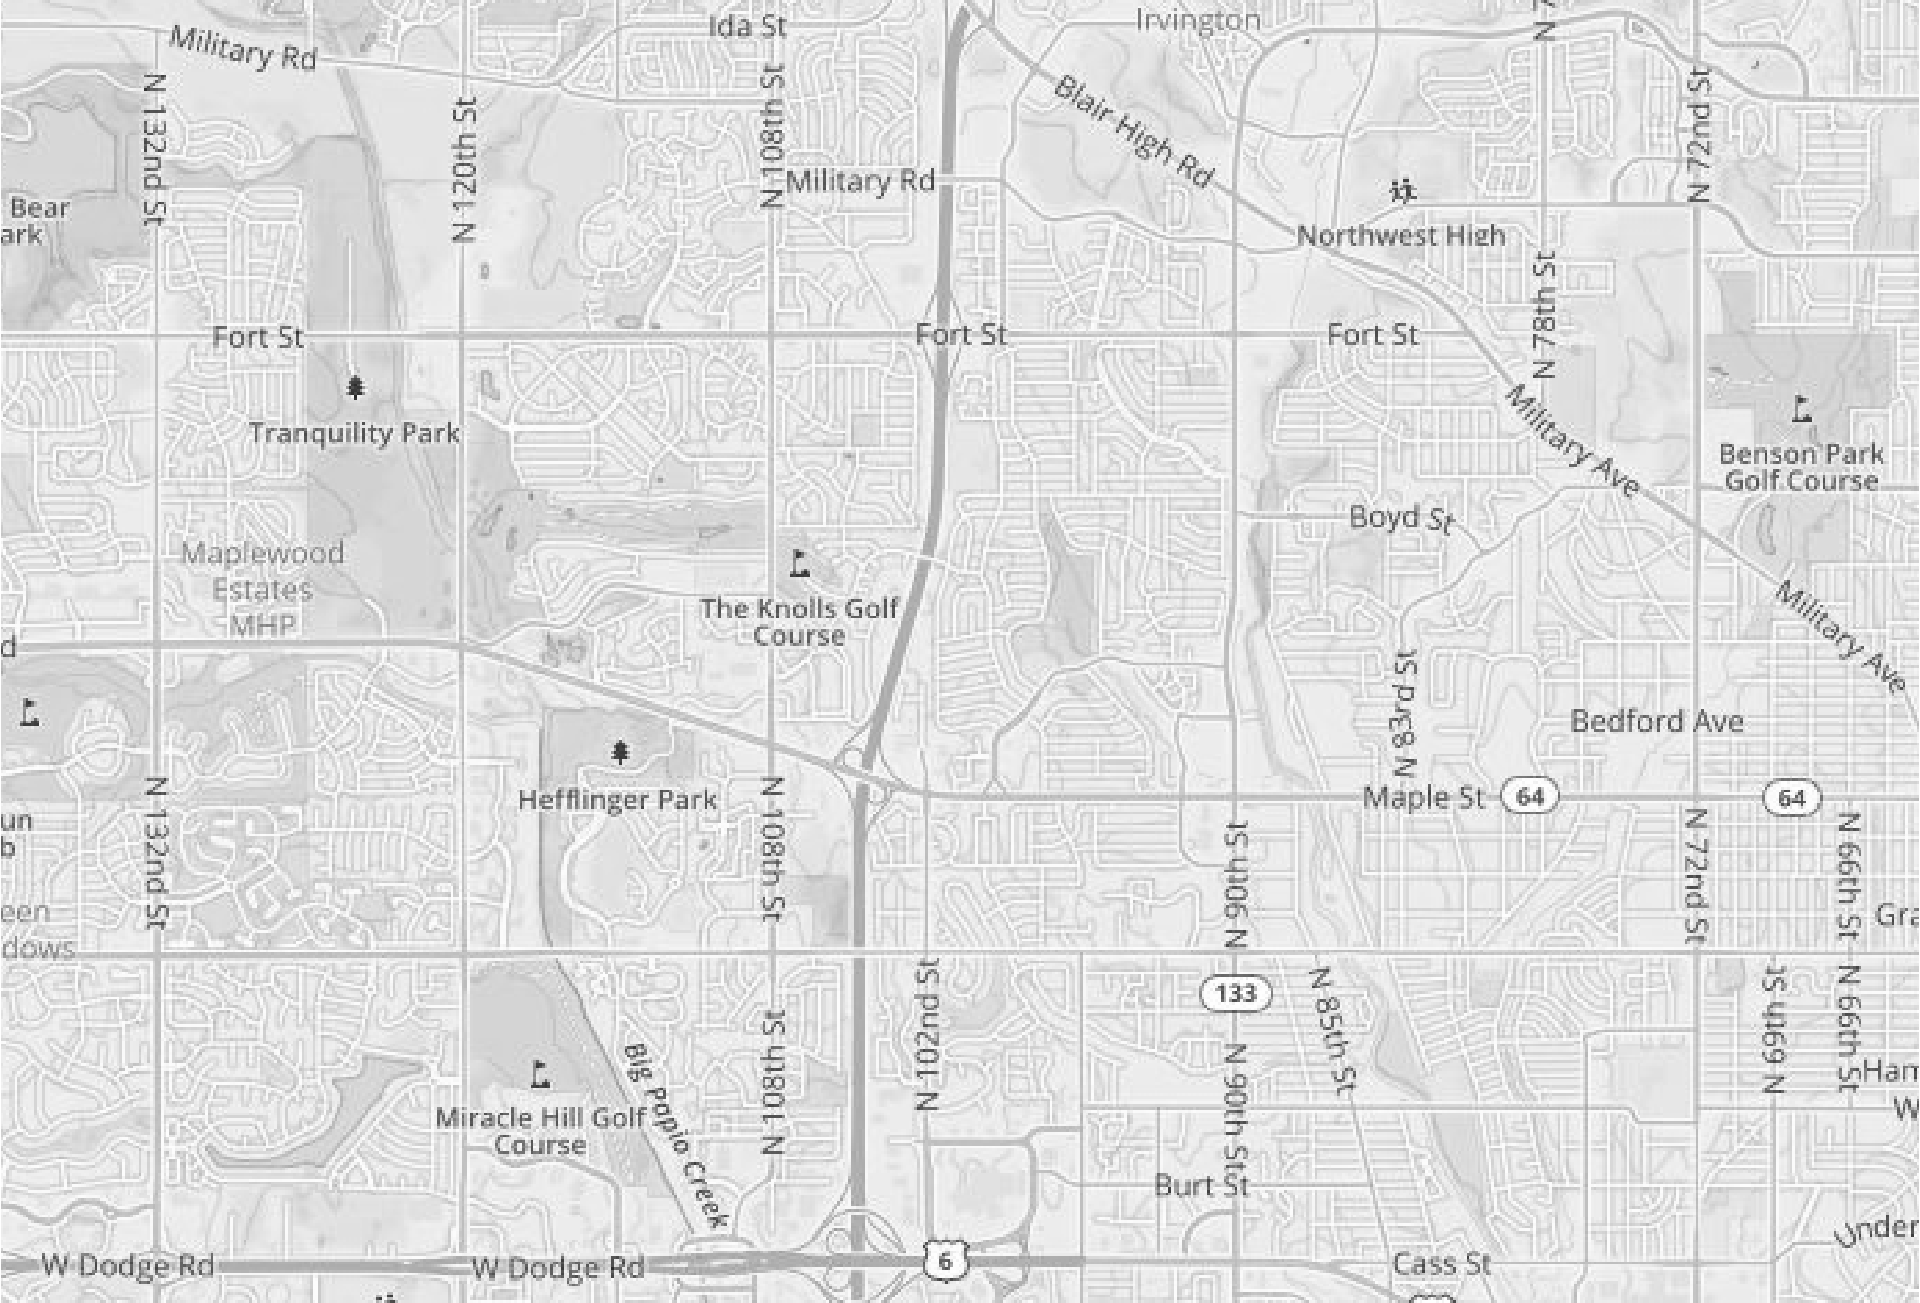 Ida St
Irvington
Military Rd
N 132nd St
N 120th St
N 108th St
Blair High Rd
N 7
N 72nd St
Military Rd
Bear
ark
Northwest High
N 78th St
Fort St
Fort St
Fort St
Tranquility Park
Military Ave
Benson Park
Golf Course
Boyd St
Maplewood
Estates
MHP
The Knolls Golf
Course
Military Ave
d
N 83rd St
Bedford Ave
Hefflinger Park
Maple St
64
64
un
b
N 132nd St
N 108th St
N 90th St
N 72nd St
N 66th St
een
dows
Gra
133
N 102nd St
N 85th St
N 69th St
N 66th St
N 108th St
Big Papio Creek
N 90th St
St
Ham
W
Miracle Hill Golf
Course
Burt St
Under
W Dodge Rd
W Dodge Rd
6
Cass St